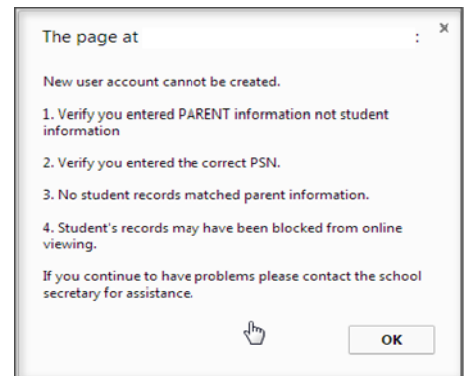 The page at :
x
New user account cannot be created.
1. Verify you entered PARENT information not student
information
2. Verify you entered the correct PSN.
3. No student records matched parent information.
4. Student's records may have been blocked from online
viewing.
If you continue to have problems please contact the school
secretary for assistance.
OK